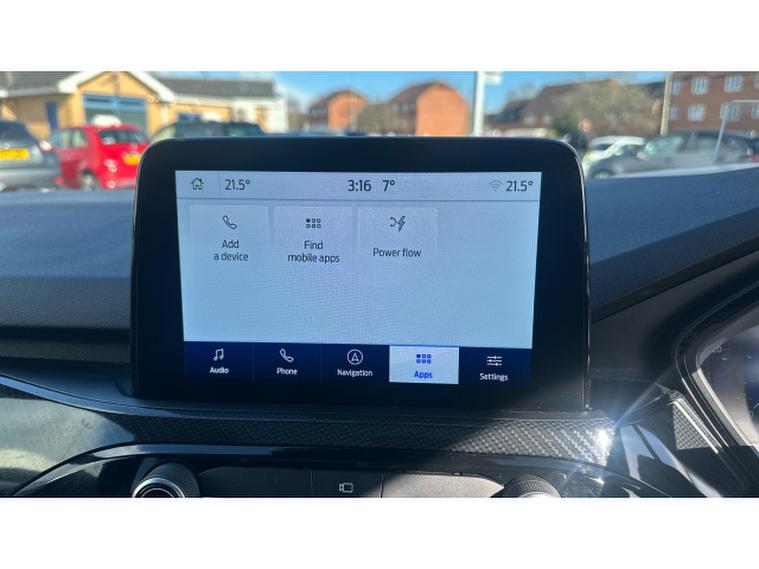 21.5° 3:16 7° 21.5°
Add
a device
Find
mobile apps
Power flow
Audio Phone Navigation Apps Settings